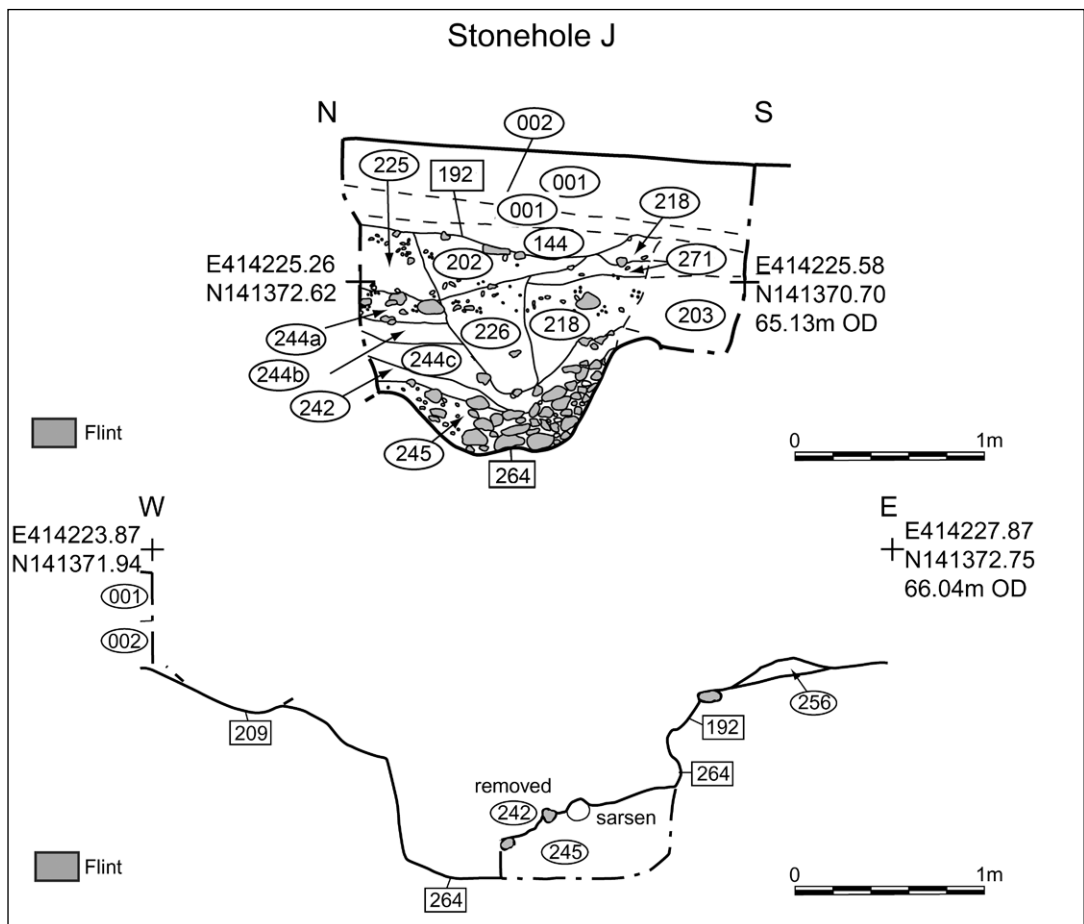 Stonehole J
N
S
002
225
192
001
001
218
144
202
271
E414225.26
N141372.62
E414225.58
N141370.70
65.13m OD
203
226
218
244a
244b
244c
242
245
264
Flint
0
1m
W
E
E414223.87
N141371.94
E414227.87
N141372.75
66.04m OD
001
002
209
256
192
264
removed
242
sarsen
245
264
Flint
0
1m